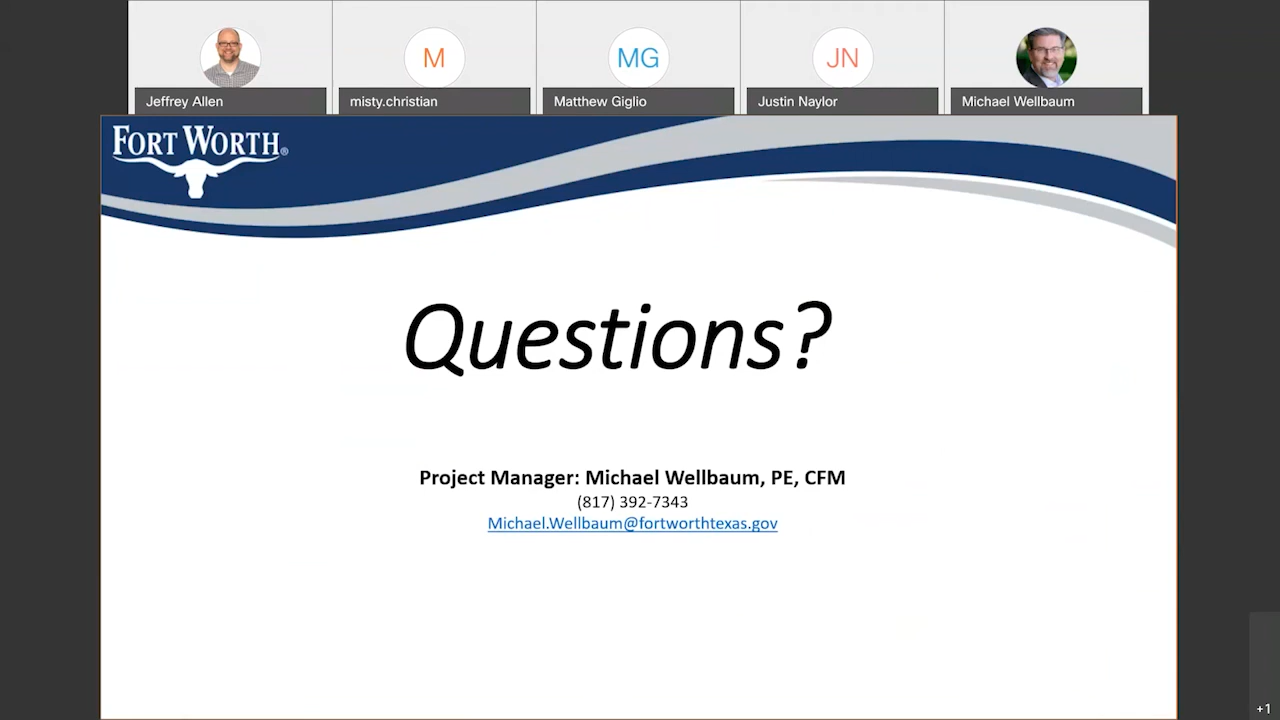 M
MG
JN
Jeffrey Allen
misty.christian
Matthew Giglio
Justin Naylor
Michael Wellbaum
FORT WORTH®
Questions?
Project Manager: Michael Wellbaum, PE, CFM
(817) 392-7343
Michael.Wellbaum@fortworthtexas.gov
+1